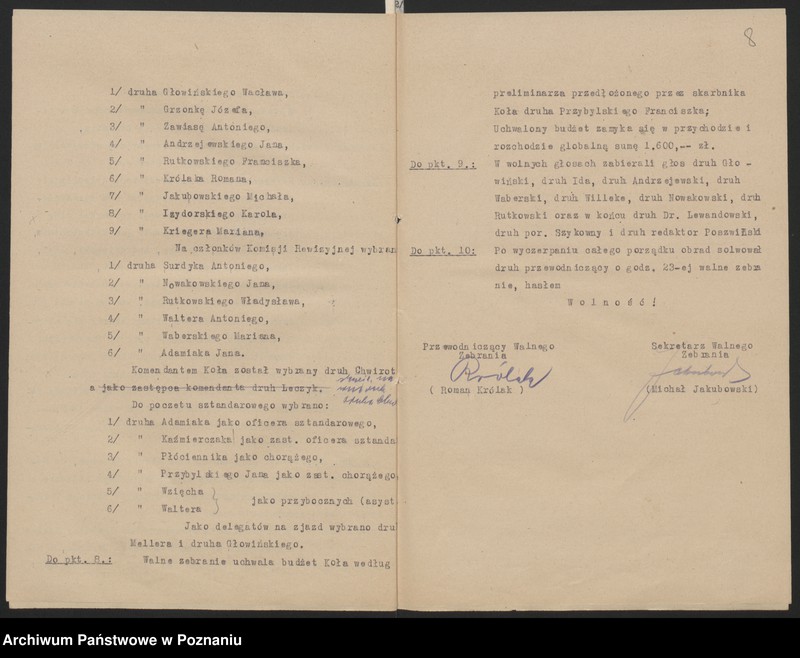 1/ druha Głowińskiego Wacława,
2/ " Grzonkę Józefa,
3/ " Zawiasę Antoniego,
4/ " Andrzejewskiego Jana,
5/ " Rutkowskiego Franciszka,
6/ " Królaka Romana,
7/ " Jakubowskiego Michała,
8/ " Izydorskiego Karola,
9/ " Kriegera Mariana,
Na członków Komisji Rewizyjnej wybran
1/ druha Surdyka Antoniego,
2/ " Nowakowskiego Jana,
3/ " Rutkowskiego Władysława,
4/ " Waltera Antoniego,
5/ " Waberskiego Mariana,
6/ " Adamiaka Jana.
Komendantem Koła został wybrany druh Chwirot
a jako zastępca komendanta druh Leczyk.
Do pocztu sztandarowego wybrano:
1/ druha Adamiaka jako oficera sztandarowego,
2/ " Kaźmierczaka jako zast. oficera sztanda
3/ " Płóciennika jako chorążego,
4/ " Przybylskiego Jana jako zast. chorążego,
5/ " Wzięcha
jako przybocznych (asyst
6/ " Waltera
Jako delegatów na zjazd wybrano dru
Mellera i druha Głowińskiego.
Do pkt. 8.: Walne zebranie uchwala budżet Koła według
8
preliminarza przedłożonego przez skarbnika
Koła druha Przybylskiego Franciszka;
Uchwalony budżet zamyka się w przychodzie i
rozchodzie globalną sumę 1.600,-- zł.
Do pkt. 9.: W wolnych głosach zabierali głos druh Gło-
wiński, druh Ida, druh Andrzejewski, druh
Waberski, druh Willeke, druh Nowakowski, druh
Rutkowski oraz w końcu druh Dr. Lewandowski,
druh por. Szykowny i druh redaktor Poszwiński
Do pkt. 10: Po wyczerpaniu całego porządku obrad solwował
druh przewodniczący o godz. 23-ej walne zebra
nie, hasłem
Wolność!
Przewodniczący Walnego
Zebrania
Królak
( Roman Królak )
Sekretarz Walnego
Zebrania
Jakubowski
(Michał Jakubowski)
Archiwum Państwowe w Poznaniu